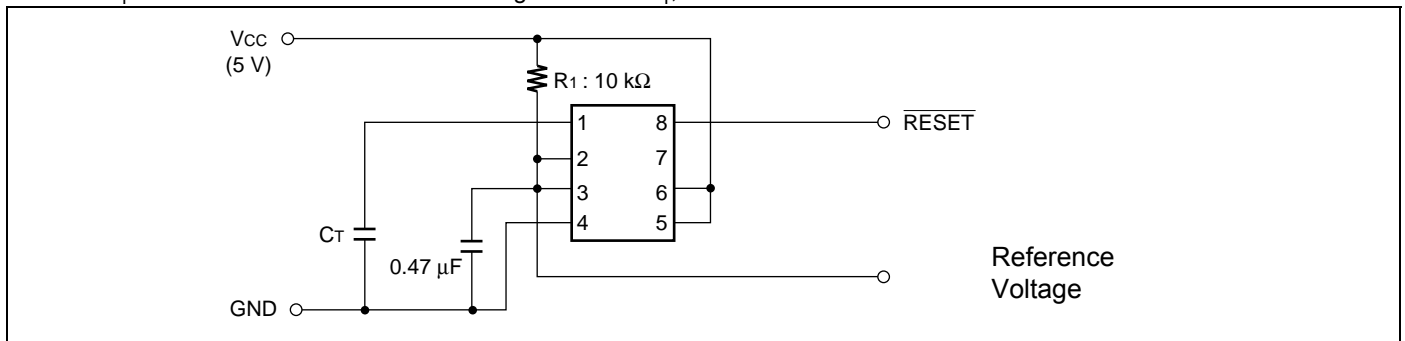 VCC
(5 V)
R1 : 10 kΩ
1 8
2 7
3 6
4 5
RESET
CT
0.47 μF
GND
Reference
Voltage